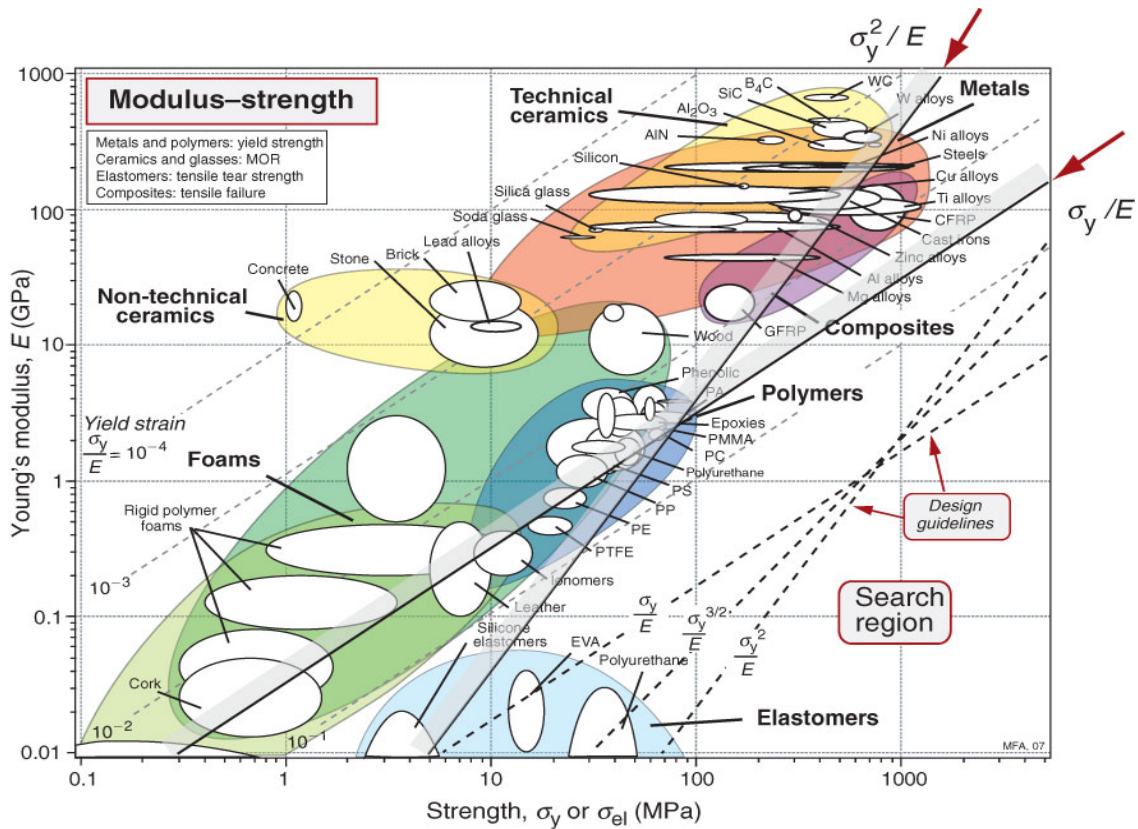 σy² / E
1000
Modulus–strength
Metals and polymers: yield strength
Ceramics and glasses: MOR
Elastomers: tensile tear strength
Composites: tensile failure
Technical
ceramics
B₄C
SiC
Al₂O₃
AlN
WC
W alloys
Metals
Ni alloys
Steels
Cu alloys
Ti alloys
CFRP
Cast irons
Zinc alloys
Al alloys
Mg alloys
GFRP
Composites
σy/E
Silicon
Silica glass
Soda glass
100
Lead alloys
Brick
Stone
Concrete
Non-technical
ceramics
10
Wood
Phenolic
PA
Polymers
Epoxies
PMMA
PC
Polyurethane
PS
PP
PE
PTFE
Ionomers
Leather
Yield strain
σy
E = 10⁻⁴
Foams
1
Rigid polymer
foams
Design
guidelines
10⁻³
0.1
Silicone
elastomers
EVA
Polyurethane
σy
E
σy³ᐟ²
E
σy²
E
Search
region
Cork
Elastomers
10⁻²
10⁻¹
0.01
MFA, 07
Young's modulus, E (GPa)
0.1
1
10
100
1000
Strength, σy or σel (MPa)